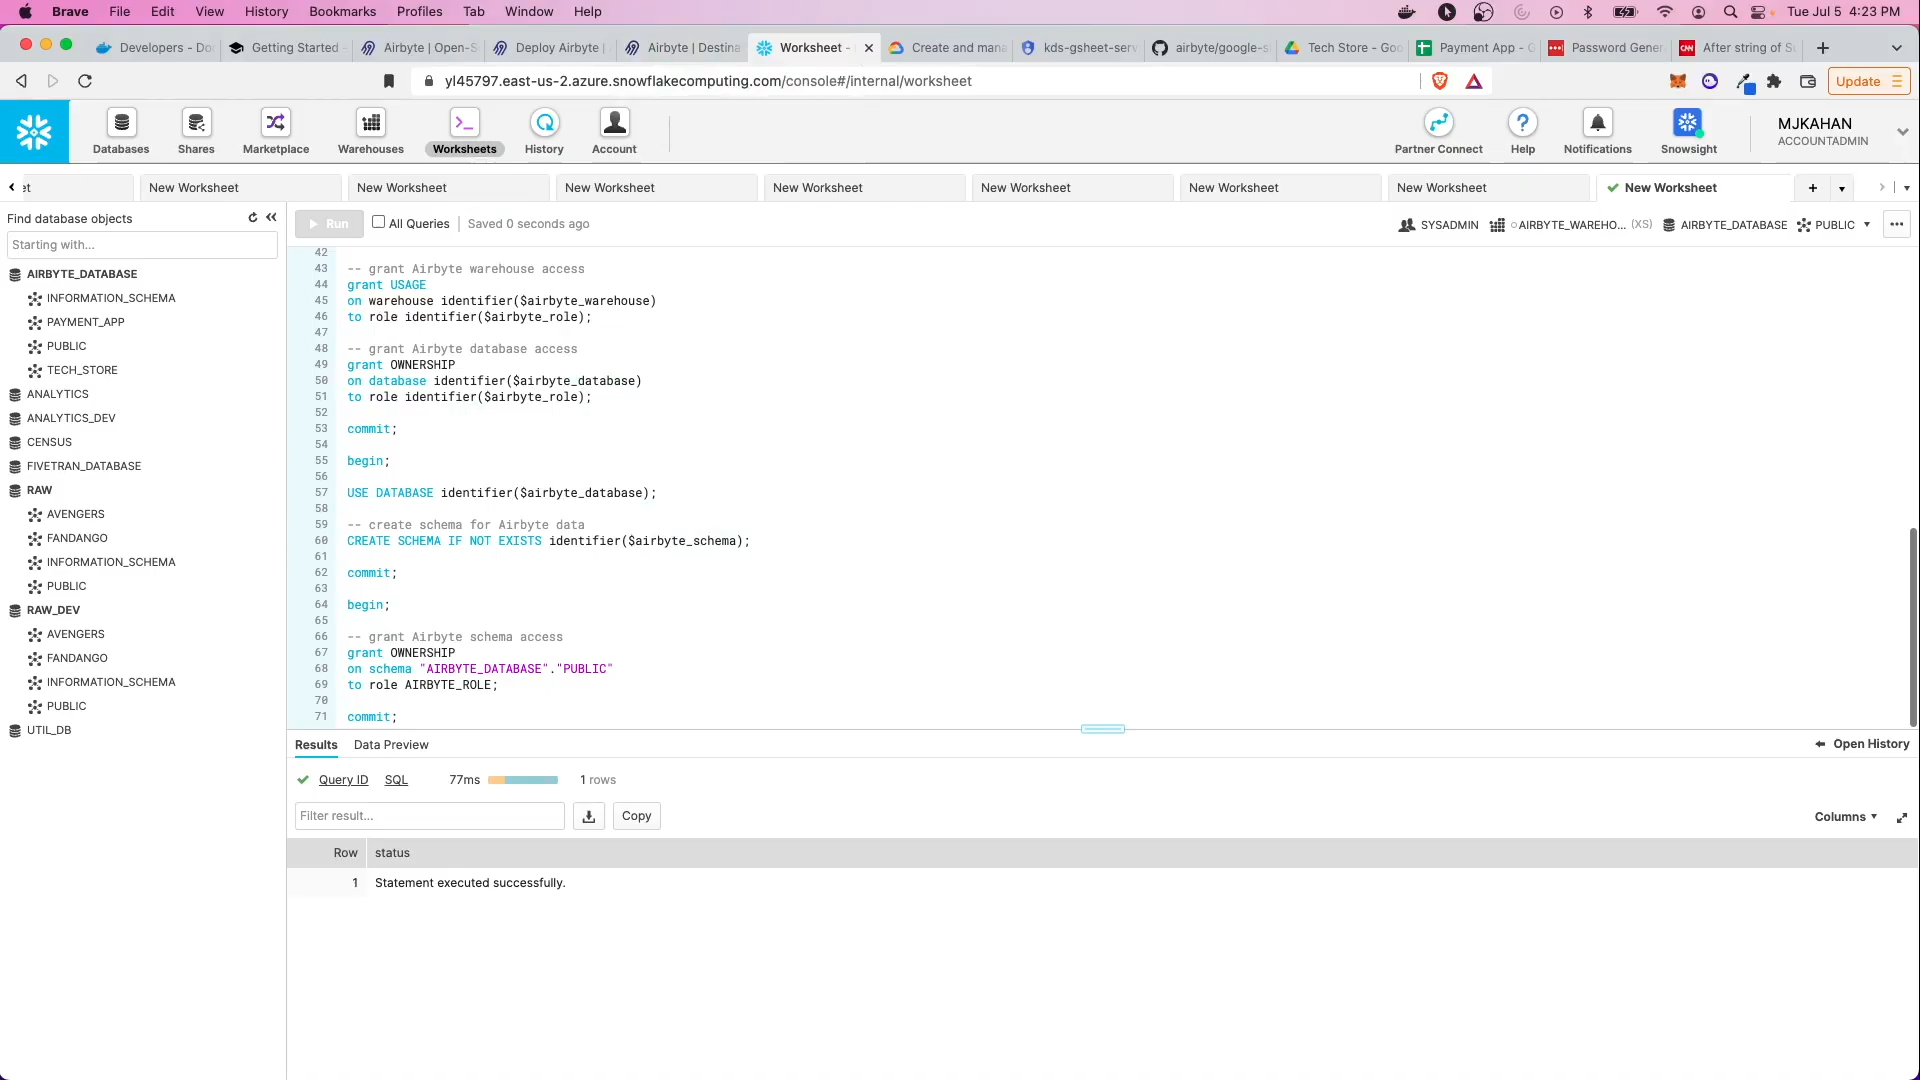 Brave File Edit View History Bookmarks Profiles Tab Window Help Tue Jul 5 4:23 PM
Developers - Do Getting Started - Airbyte | Open-S Deploy Airbyte | Airbyte | Destina Worksheet - Create and mana kds-gsheet-serv airbyte/google-s Tech Store - Goo Payment App - G Password Gener After string of S
yl45797.east-us-2.azure.snowflakecomputing.com/console#/internal/worksheet Update
Databases Shares Marketplace Warehouses Worksheets History Account Partner Connect Help Notifications Snowsight MJKAHAN
ACCOUNTADMIN
et New Worksheet New Worksheet New Worksheet New Worksheet New Worksheet New Worksheet New Worksheet New Worksheet
Find database objects
Starting with...
AIRBYTE_DATABASE
INFORMATION_SCHEMA
PAYMENT_APP
PUBLIC
TECH_STORE
ANALYTICS
ANALYTICS_DEV
CENSUS
FIVETRAN_DATABASE
RAW
AVENGERS
FANDANGO
INFORMATION_SCHEMA
PUBLIC
RAW_DEV
AVENGERS
FANDANGO
INFORMATION_SCHEMA
PUBLIC
UTIL_DB
Run All Queries Saved 0 seconds ago SYSADMIN AIRBYTE_WAREHO... (XS) AIRBYTE_DATABASE PUBLIC
42
43 -- grant Airbyte warehouse access
44 grant USAGE
45 on warehouse identifier($airbyte_warehouse)
46 to role identifier($airbyte_role);
47
48 -- grant Airbyte database access
49 grant OWNERSHIP
50 on database identifier($airbyte_database)
51 to role identifier($airbyte_role);
52
53 commit;
54
55 begin;
56
57 USE DATABASE identifier($airbyte_database);
58
59 -- create schema for Airbyte data
60 CREATE SCHEMA IF NOT EXISTS identifier($airbyte_schema);
61
62 commit;
63
64 begin;
65
66 -- grant Airbyte schema access
67 grant OWNERSHIP
68 on schema "AIRBYTE_DATABASE"."PUBLIC"
69 to role AIRBYTE_ROLE;
70
71 commit;
Results Data Preview Open History
Query ID SQL 77ms 1 rows
Filter result... Copy Columns
Row status
1 Statement executed successfully.